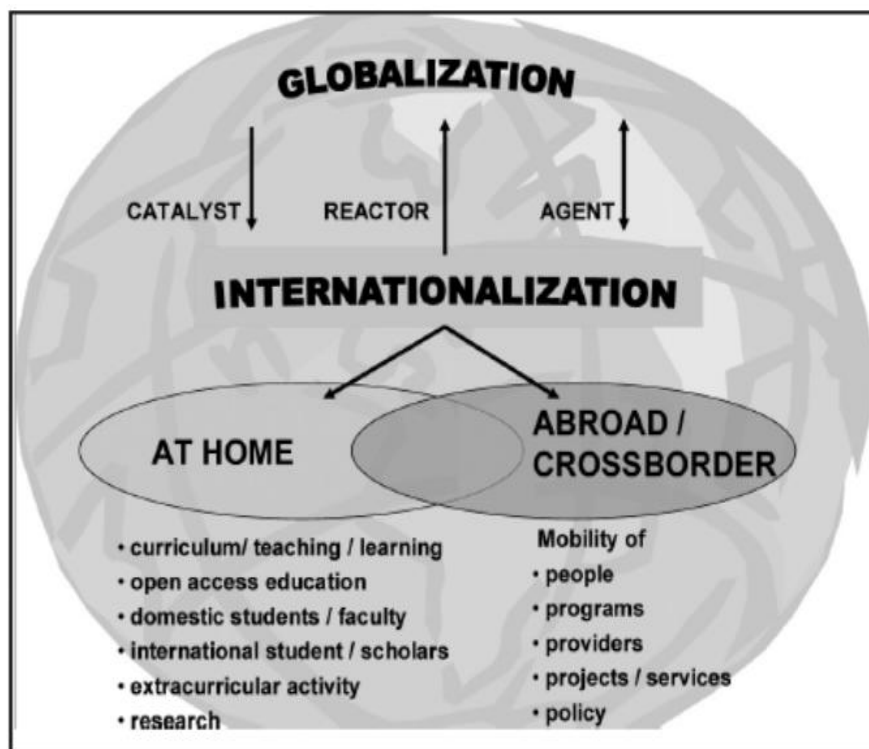 GLOBALIZATION
CATALYST REACTOR AGENT
INTERNATIONALIZATION
AT HOME
ABROAD /
CROSSBORDER
• curriculum/ teaching / learning
• open access education
• domestic students / faculty
• international student / scholars
• extracurricular activity
• research
Mobility of
• people
• programs
• providers
• projects / services
• policy